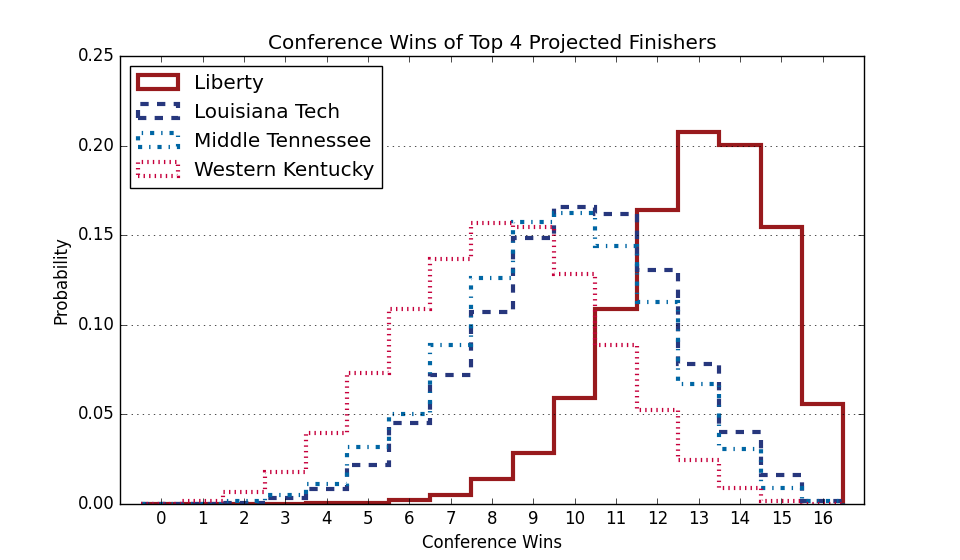 Conference Wins of Top 4 Projected Finishers
0.25
Liberty
Louisiana Tech
Middle Tennessee
Western Kentucky
0.20
0.15
0.10
0.05
0.00
Probability
0 1 2 3 4 5 6 7 8 9 10 11 12 13 14 15 16
Conference Wins